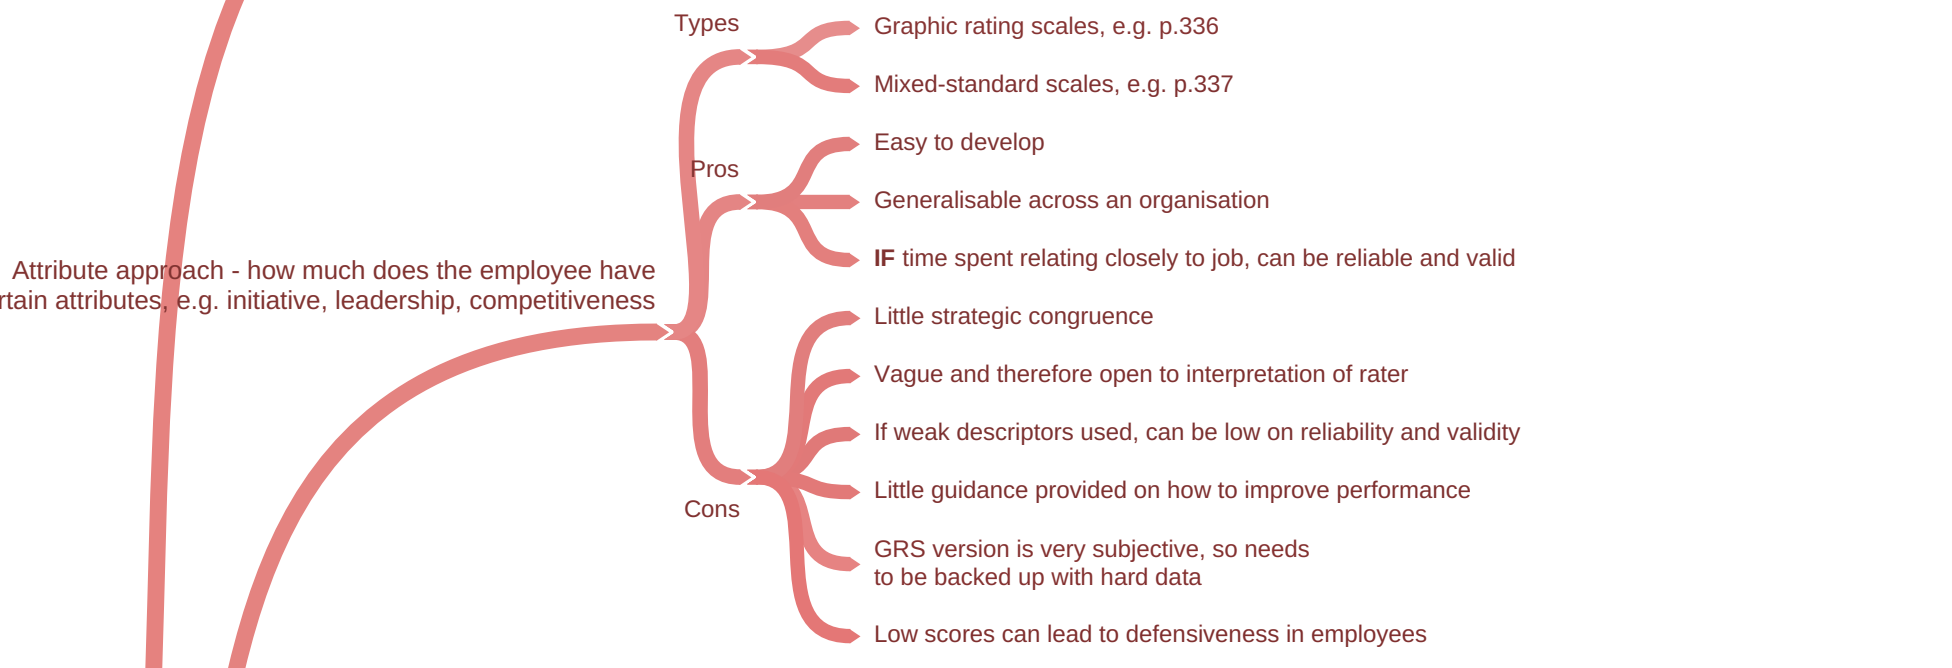 Types
Graphic rating scales, e.g. p.336
Mixed-standard scales, e.g. p.337
Pros
Easy to develop
Generalisable across an organisation
IF time spent relating closely to job, can be reliable and valid
Attribute approach - how much does the employee have
attributes, e.g. initiative, leadership, competitiveness
Cons
Little strategic congruence
Vague and therefore open to interpretation of rater
If weak descriptors used, can be low on reliability and validity
Little guidance provided on how to improve performance
GRS version is very subjective, so needs
to be backed up with hard data
Low scores can lead to defensiveness in employees